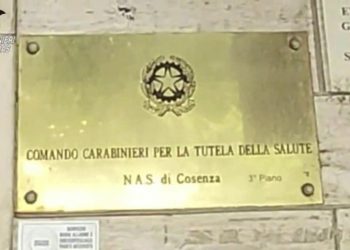 COMANDO CARABINIERI PER LA TUTELA DELLA SALUTE
N.A.S. di Cosenza 3° Piano